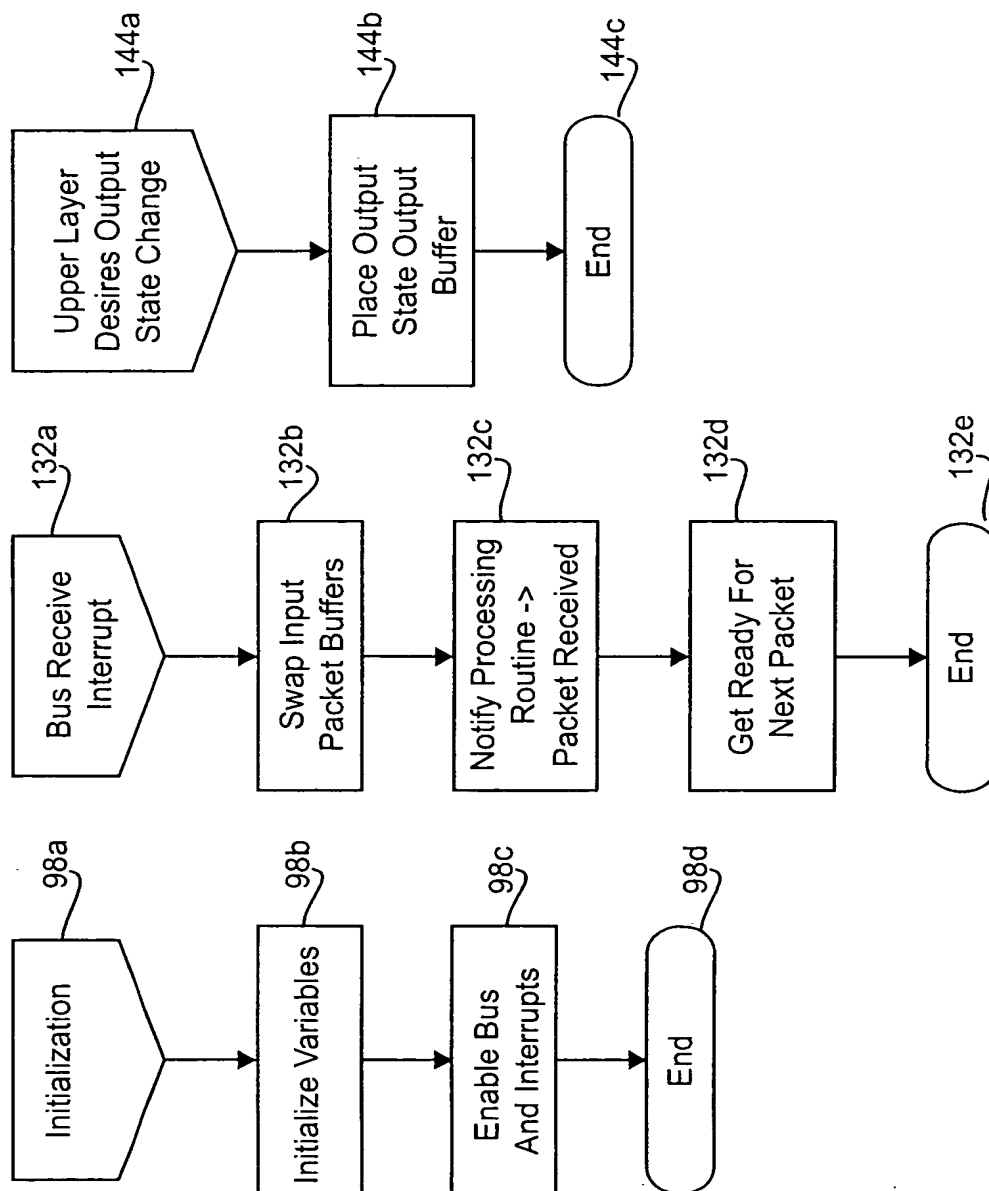 98a
Initialization
98b
Initialize Variables
98c
Enable Bus
And Interrupts
98d
End
132a
Bus Receive
Interrupt
132b
Swap Input
Packet Buffers
132c
Notify Processing
Routine ->
Packet Received
132d
Get Ready For
Next Packet
132e
End
144a
Upper Layer
Desires Output
State Change
144b
Place Output
State Output
Buffer
144c
End